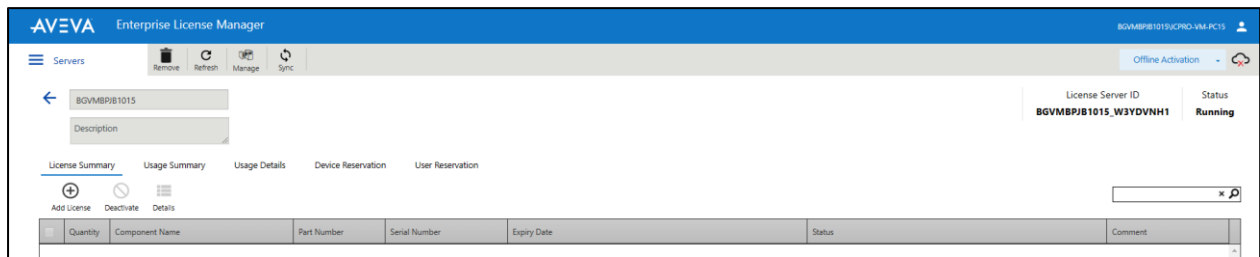 AVEVA Enterprise License Manager BGVMBPJB1015\ICPRO-VM-PC15
Servers Remove Refresh Manage Sync Offline Activation
BGVMBPJB1015 License Server ID Status
BGVMBPJB1015_W3YDVNH1 Running
Description
License Summary Usage Summary Usage Details Device Reservation User Reservation
Add License Deactivate Details
Quantity Component Name Part Number Serial Number Expiry Date Status Comment